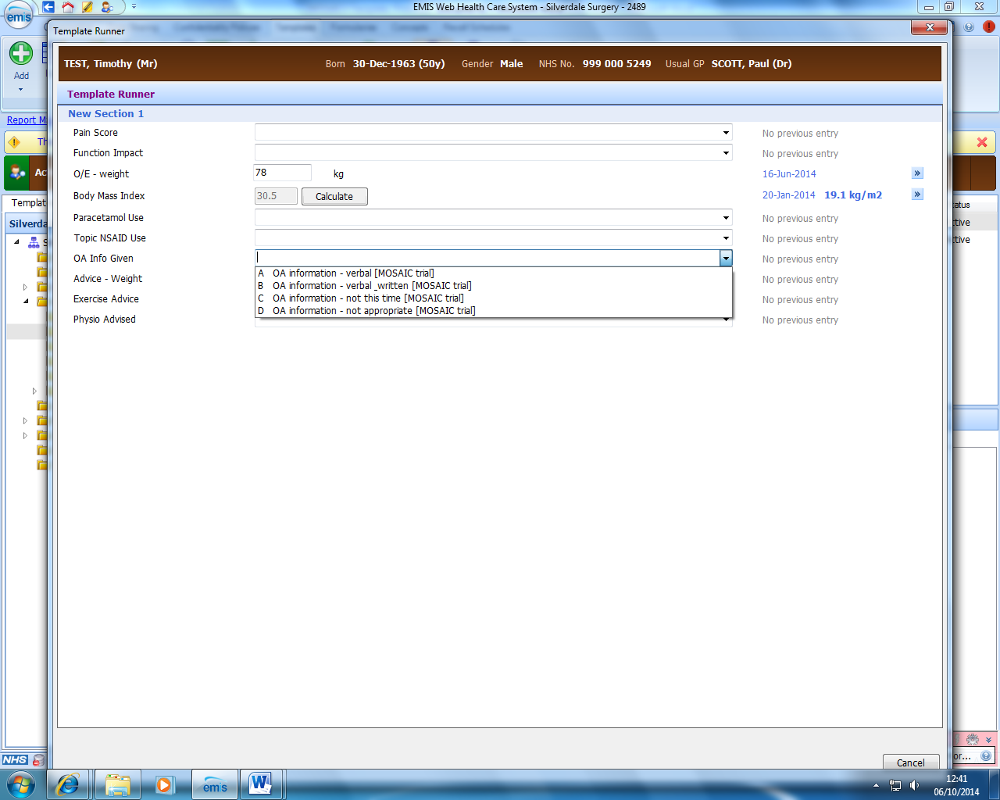 EMIS Web Health Care System - Silverdale Surgery - 2489
emis
Template Runner
Add
TEST, Timothy (Mr) Born 30-Dec-1963 (50y) Gender Male NHS No. 999 000 5249 Usual GP SCOTT, Paul (Dr)
Template Runner
New Section 1
Report M
Th
Ac
Templat
Silverda
S
Pain Score No previous entry
Function Impact No previous entry
O/E - weight 78 kg 16-Jun-2014 »
Body Mass Index 30.5 Calculate 20-Jan-2014 19.1 kg/m2 »
Paracetamol Use No previous entry
Topic NSAID Use No previous entry
OA Info Given No previous entry
A OA information - verbal [MOSAIC trial]
Advice - Weight No previous entry
B OA information - verbal _written [MOSAIC trial]
Exercise Advice No previous entry
C OA information - not this time [MOSAIC trial]
D OA information - not appropriate [MOSAIC trial]
Physio Advised No previous entry
tatus
tive
tive
Cancel
or...
NHS
emis
W
12:41
06/10/2014